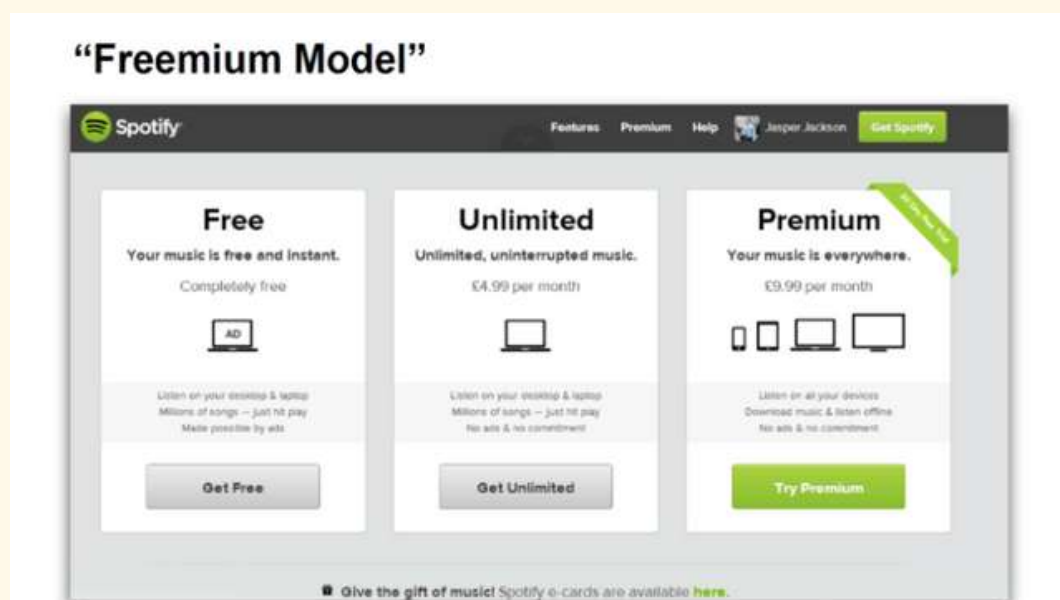 “Freemium Model”
Spotify
Features Premium Help Jasper Jackson Get Spotify
Free
Your music is free and instant.
Completely free
AD
Listen on your desktop & laptop
Millions of songs — just hit play
Made possible by ads
Get Free
Unlimited
Unlimited, uninterrupted music.
£4.99 per month
Listen on your desktop & laptop
Millions of songs — just hit play
No ads & no commitment
Get Unlimited
Premium
Your music is everywhere.
£9.99 per month
Listen on all your devices
Download music & listen offline
No ads & no commitment
Try Premium
Give the gift of music! Spotify e-cards are available here.